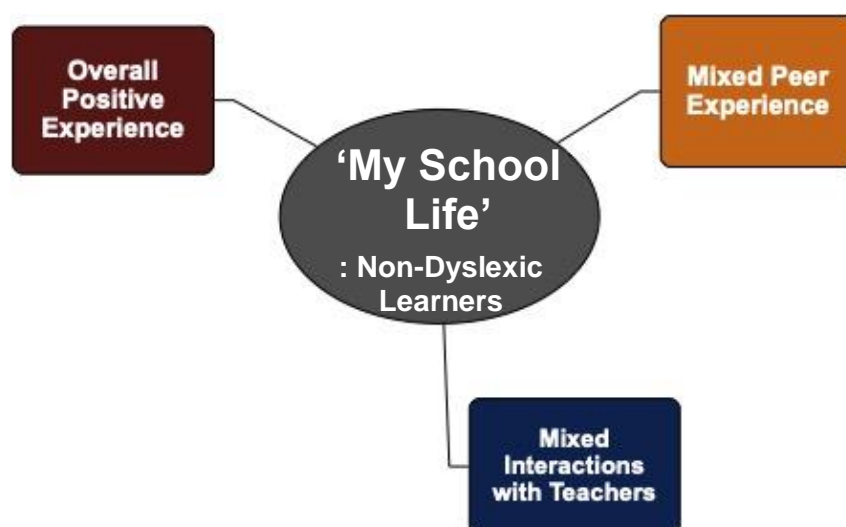 Overall
Positive
Experience
Mixed Peer
Experience
‘My School
Life’
: Non-Dyslexic
Learners
Mixed
Interactions
with Teachers